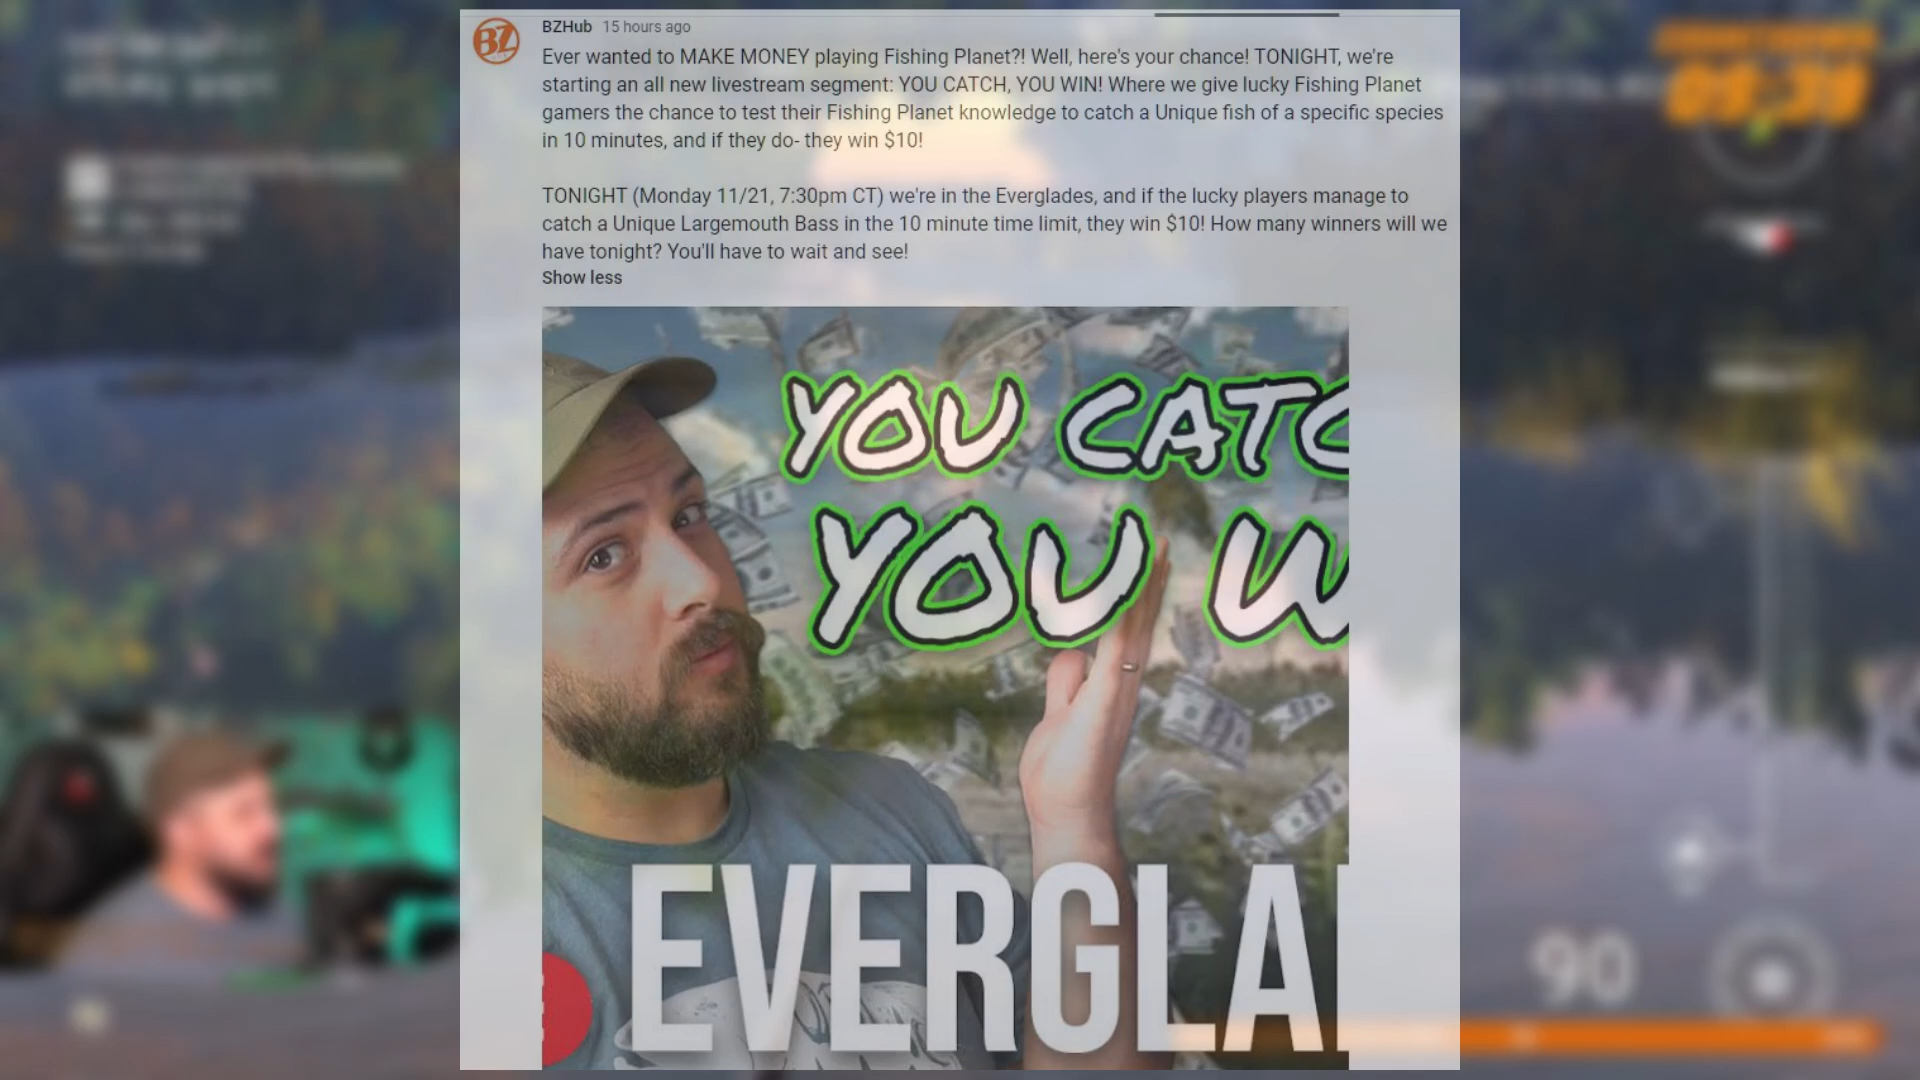 BZ
BZHub 15 hours ago
Ever wanted to MAKE MONEY playing Fishing Planet?! Well, here's your chance! TONIGHT, we're
starting an all new livestream segment: YOU CATCH, YOU WIN! Where we give lucky Fishing Planet
gamers the chance to test their Fishing Planet knowledge to catch a Unique fish of a specific species
in 10 minutes, and if they do- they win $10!
TONIGHT (Monday 11/21, 7:30pm CT) we're in the Everglades, and if the lucky players manage to
catch a Unique Largemouth Bass in the 10 minute time limit, they win $10! How many winners will we
have tonight? You'll have to wait and see!
Show less
YOU CATC
YOU W
EVERGLA
09:39
90